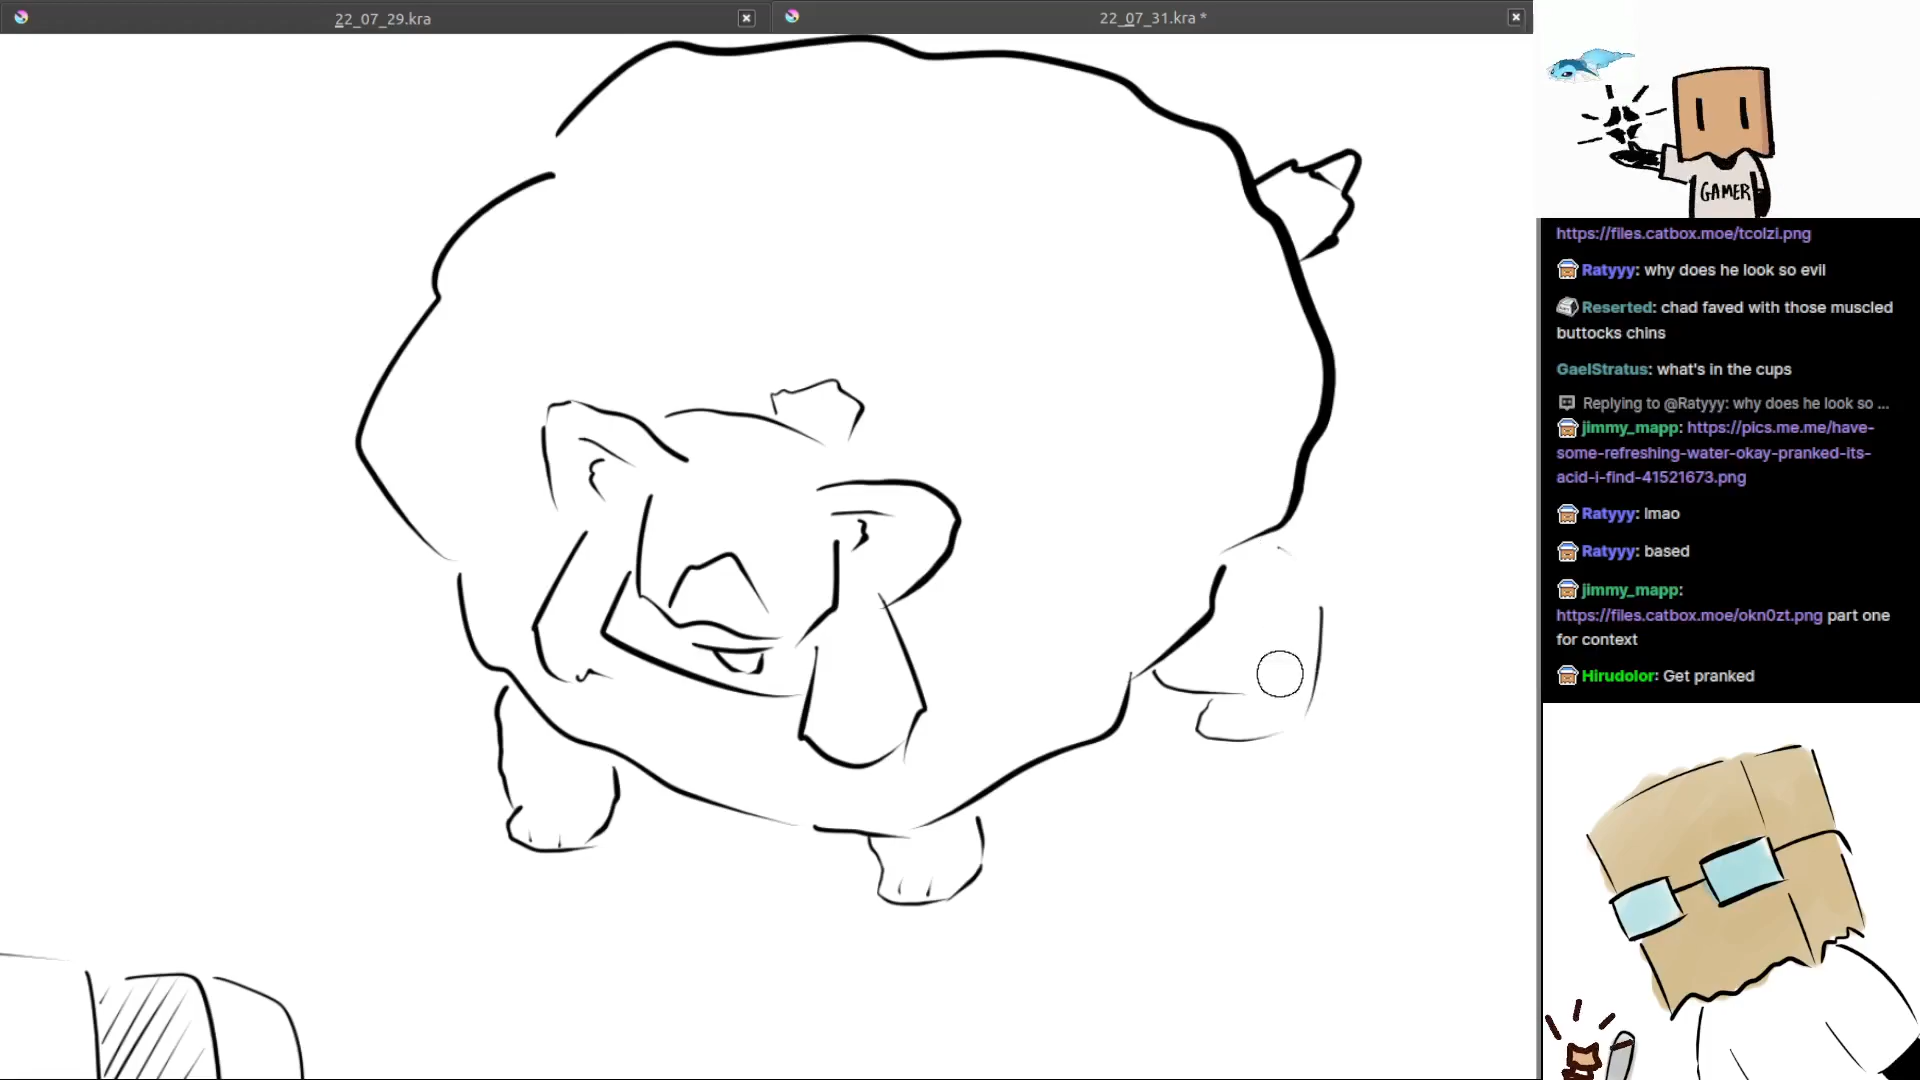 22_07_29.kra
22_07_31.kra *
GAMER
https://files.catbox.moe/tcolzi.png
Ratyyy: why does he look so evil
Reserted: chad faved with those muscled
buttocks chins
GaelStratus: what's in the cups
Replying to @Ratyyy: why does he look so ...
jimmy_mapp: https://pics.me.me/have-
some-refreshing-water-okay-pranked-its-
acid-i-find-41521673.png
Ratyyy: lmao
Ratyyy: based
jimmy_mapp:
https://files.catbox.moe/okn0zt.png part one
for context
Hirudolor: Get pranked